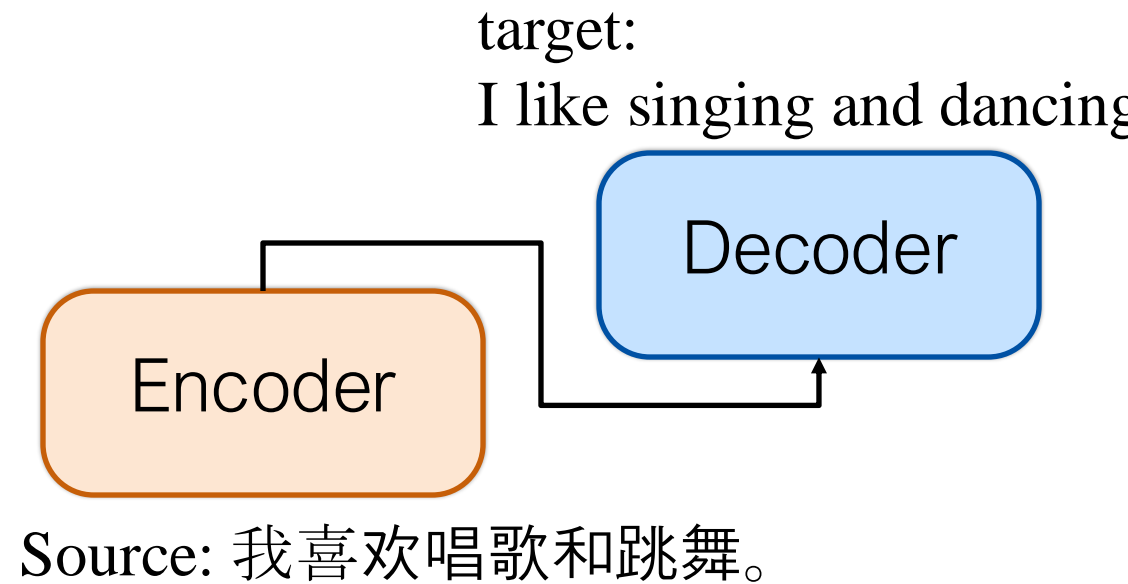 target:
I like singing and dancing
Decoder
Encoder
Source: 我喜欢唱歌和跳舞。